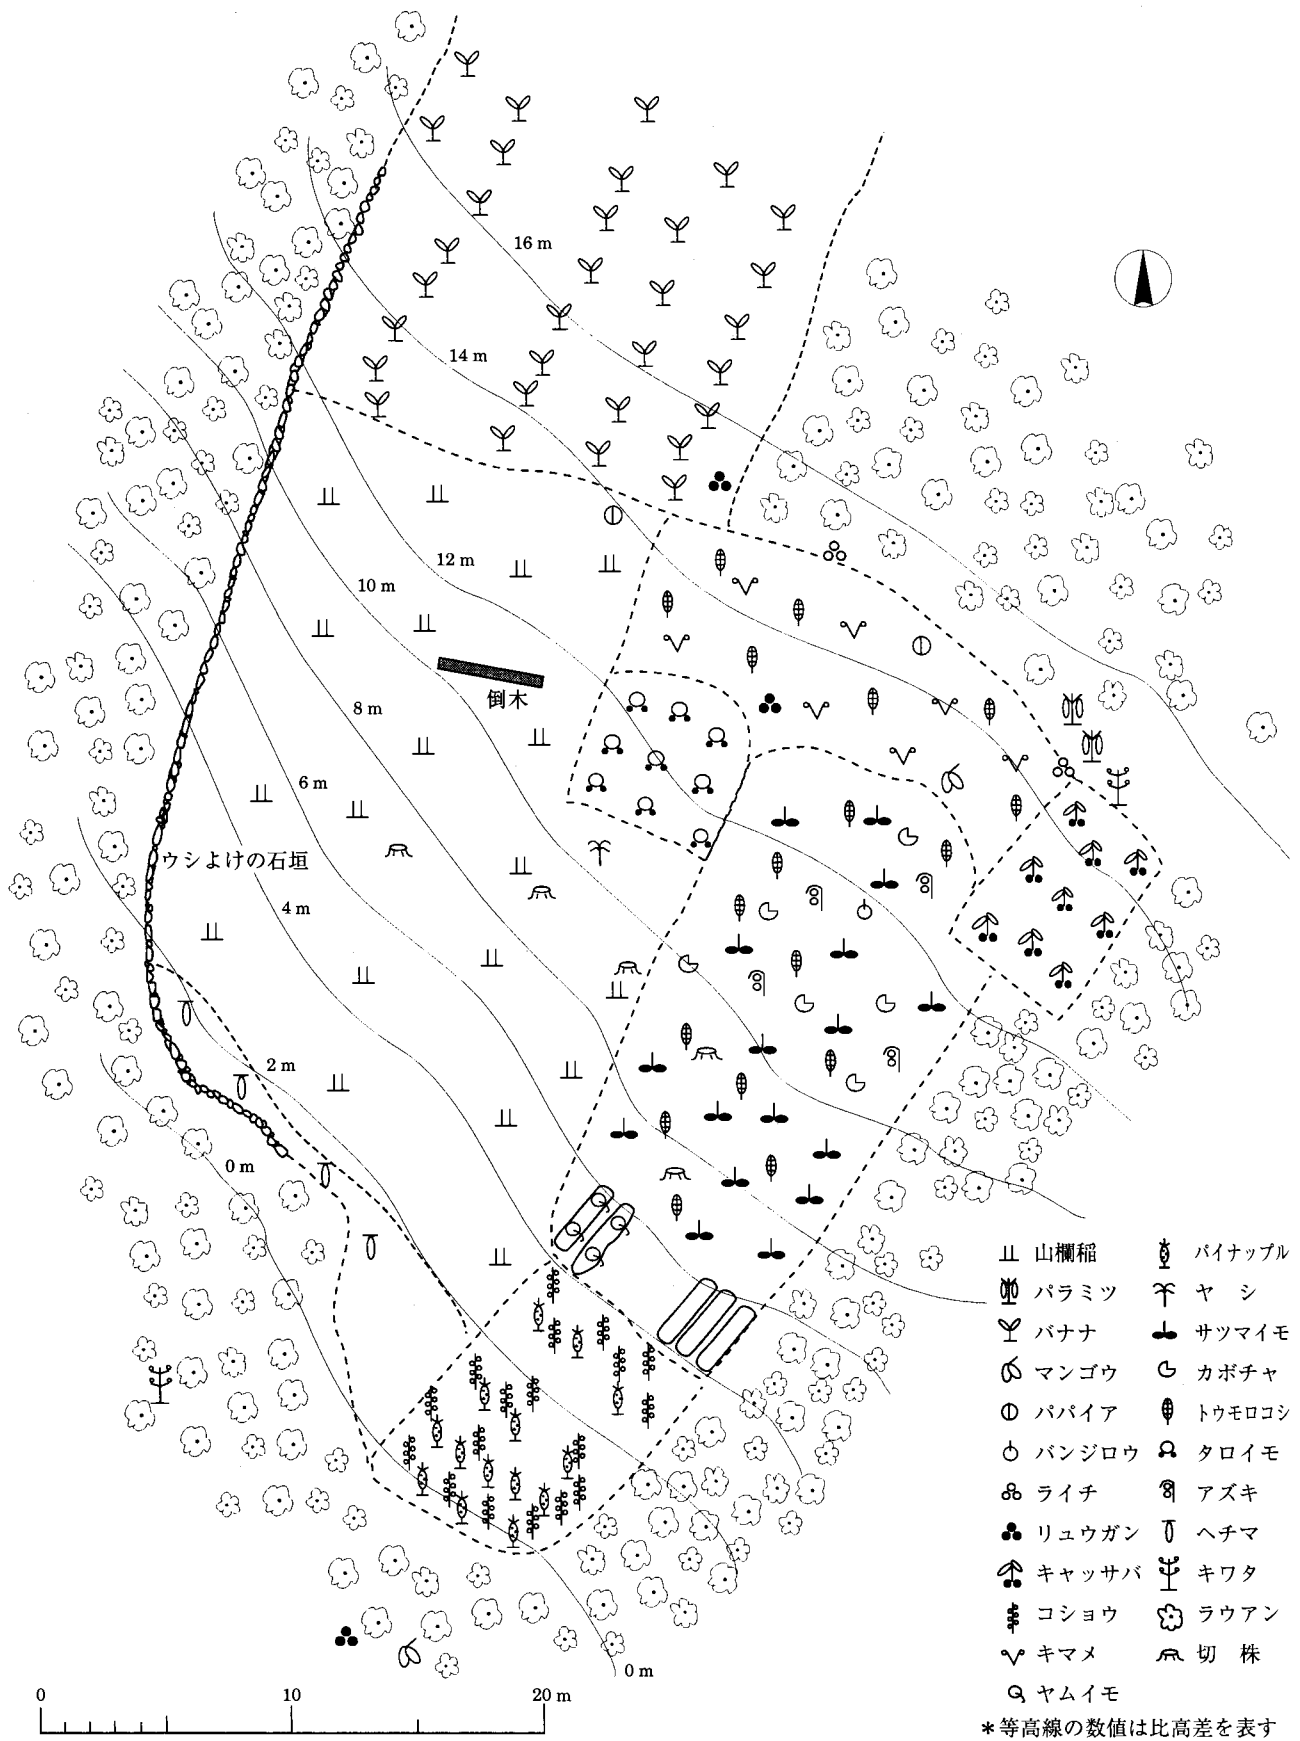 16 m
14 m
12 m
10 m
倒木
8 m
6 m
ウシよけの石垣
4 m
2 m
0 m
山欄稲
パイナップル
パラミツ
ヤシ
バナナ
サツマイモ
マンゴウ
カボチャ
パパイア
トウモロコシ
バンジロウ
タロイモ
ライチ
アズキ
リュウガン
ヘチマ
キャッサバ
キワタ
コショウ
ラウアン
キマメ
切株
ヤムイモ
0 m
0 10 20 m
*等高線の数値は比高差を表す